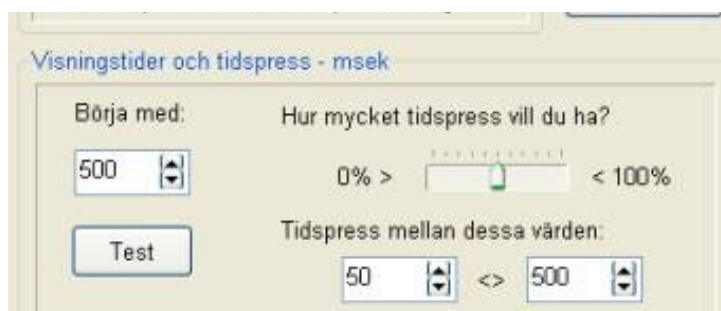 Visningstider och tidspress - msek
Börja med:
Hur mycket tidspress vill du ha?
500
0% >
< 100%
Test
Tidspress mellan dessa värden:
50
<>
500